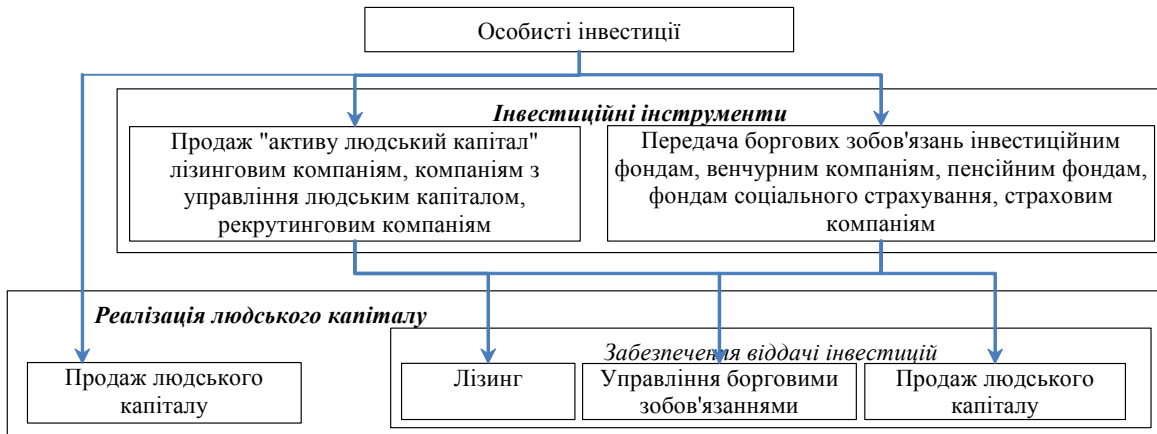 Особисті інвестиції
Інвестиційні інструменти
Продаж "активу людський капітал"
лізинговим компаніям, компаніям з
управління людським капіталом,
рекрутинговим компаніям
Передача боргових зобов'язань інвестиційним
фондам, венчурним компаніям, пенсійним фондам,
фондам соціального страхування, страховим
компаніям
Реалізація людського капіталу
Забезпечення віддачі інвестицій
Продаж людського
капіталу
Лізинг
Управління борговими
зобов'язаннями
Продаж людського
капіталу